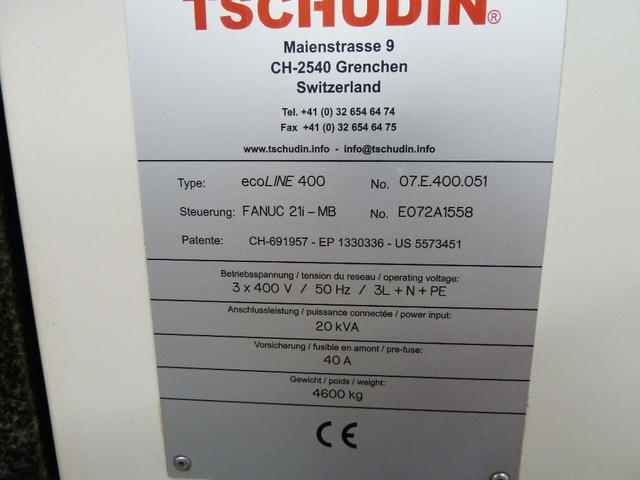 TSCHUDIN®
Maienstrasse 9
CH-2540 Grenchen
Switzerland
Tel. +41 (0) 32 654 64 74
Fax +41 (0) 32 654 64 75
www.tschudin.info - info@tschudin.info
Type: ecoLINE 400 No. 07.E.400.051
Steuerung: FANUC 21i-MB No. E072A1558
Patente: CH-691957 - EP 1330336 - US 5573451
Betriebsspannung / tension du reseau / operating voltage:
3 x 400 V / 50 Hz / 3L + N + PE
Anschlussleistung / puissance connectée / power input:
20 kVA
Vorsicherung / fusible en amont / pre-fuse:
40 A
Gewicht / poids / weight:
4600 kg
CE